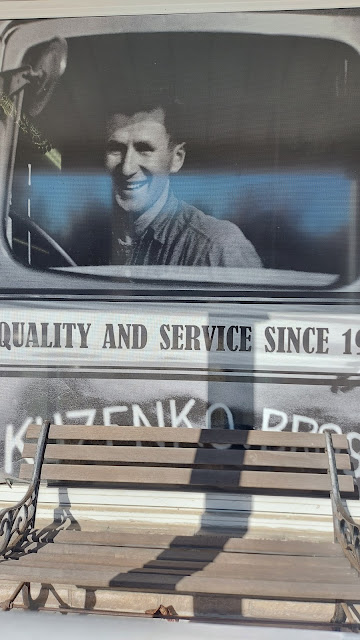 QUALITY AND SERVICE SINCE 19
KUZENKO BROS